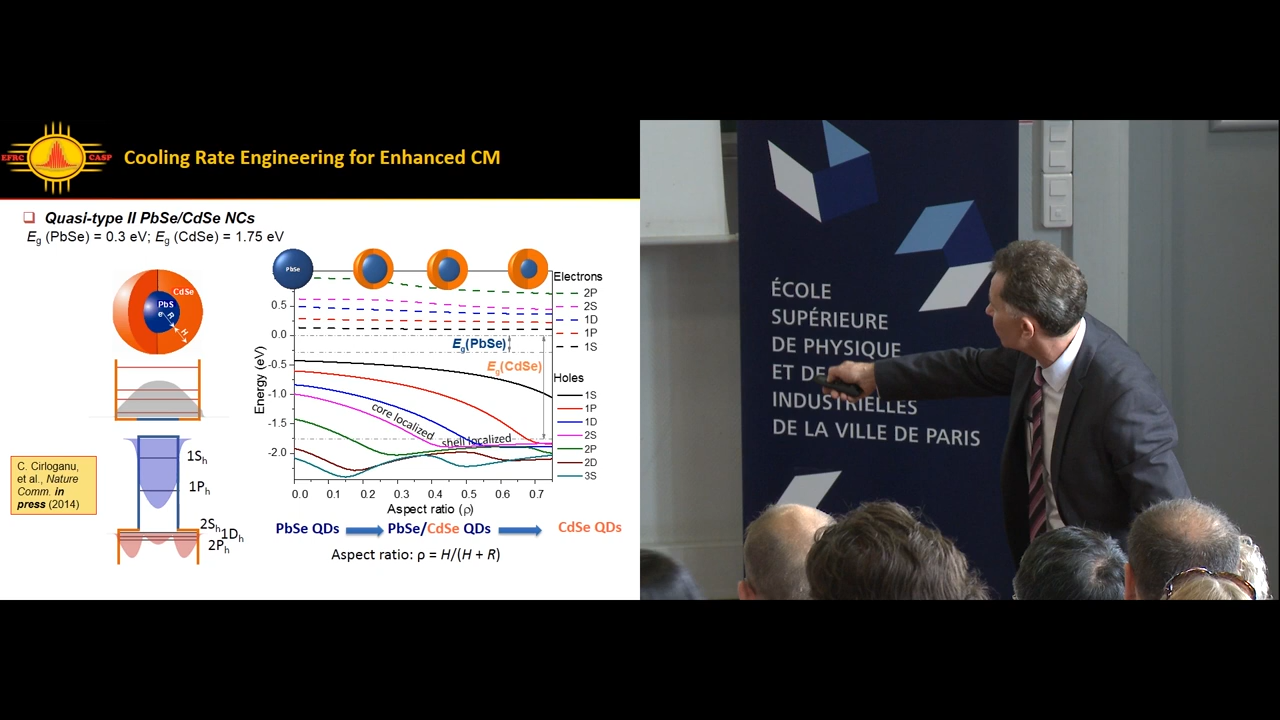 EFRC CASP
Cooling Rate Engineering for Enhanced CM
Quasi-type II PbSe/CdSe NCs
Eg (PbSe) = 0.3 eV; Eg (CdSe) = 1.75 eV
CdSe
PbS
e
R
H
1Sh
1Ph
2Sh
1Dh
2Ph
C. Cirloganu,
et al., Nature
Comm. in
press (2014)
PbSe
Energy (eV)
0.5
0.0
-0.5
-1.0
-1.5
-2.0
Eg(PbSe)
Eg(CdSe)
core localized
shell localized
Electrons
2P
2S
1D
1P
1S
Holes
1S
1P
1D
2S
2P
2D
3S
0.0 0.1 0.2 0.3 0.4 0.5 0.6 0.7
Aspect ratio (ρ)
PbSe QDs PbSe/CdSe QDs CdSe QDs
Aspect ratio: ρ = H/(H + R)
ÉCOLE
SUPÉRIEURE
DE PHYSIQUE
ET DE
INDUSTRIELLES
DE LA VILLE DE PARIS